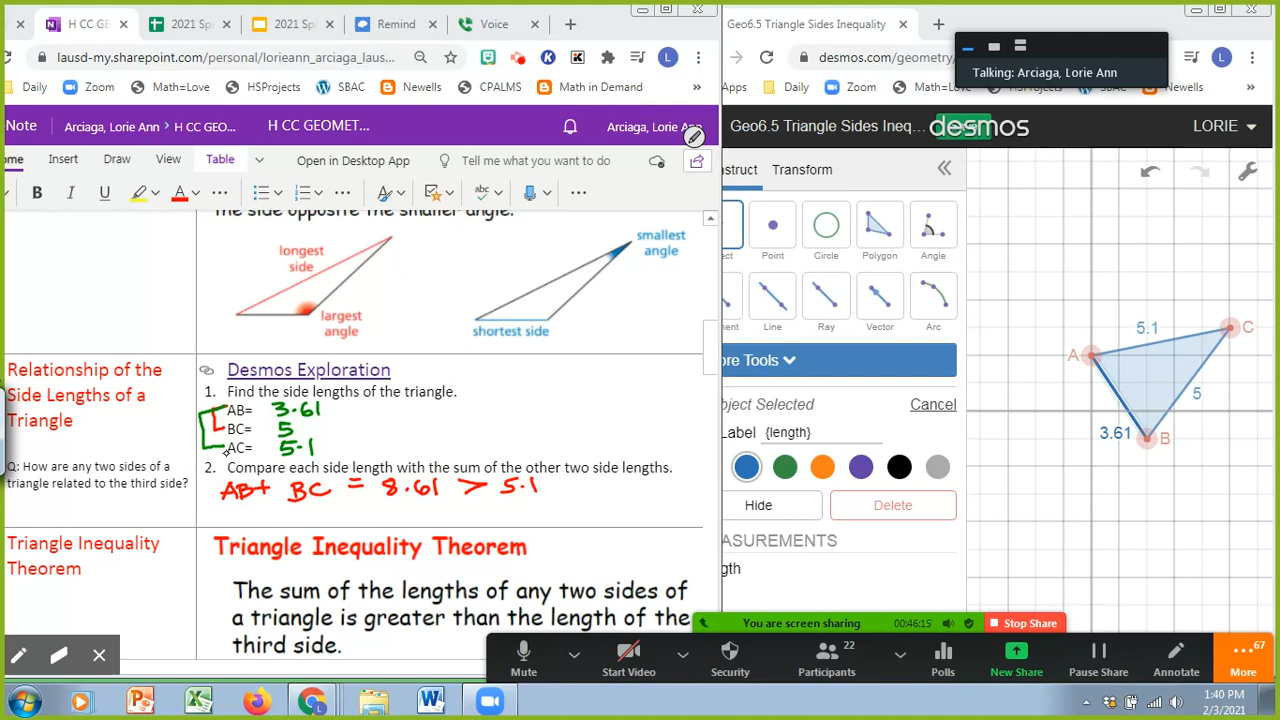 H CC GEOM
2021 Sp
2021 Sp
Remind
Voice
Geo6.5 Triangle Sides Inequality
lausd-my.sharepoint.com/personal/lorieann_arciaga_laus...
L
desmos.com/geometry/
L
Talking: Arciaga, Lorie Ann
Daily
Zoom
Math=Love
HSProjects
SBAC
Newells
CPALMS
Math in Demand
Apps
Daily
Zoom
Newells
Note
Arciaga, Lorie Ann
H CC GEO...
H CC GEOMET...
Arciaga, Lorie Ann
Geo6.5 Triangle Sides Ineq...
desmos
LORIE
ome
Insert
Draw
View
Table
Open in Desktop App
Tell me what you want to do
struct
Transform
B
I
U
A
abc
The side opposite the smaller angle.
longest side
largest angle
smallest angle
shortest side
ect
Point
Circle
Polygon
Angle
ment
Line
Ray
Vector
Arc
ore Tools
bject Selected
Cancel
Label
{length}
Hide
Delete
ASUREMENTS
gth
A
B
C
5.1
5
3.61
Relationship of the
Side Lengths of a
Triangle
Q: How are any two sides of a
triangle related to the third side?
Desmos Exploration
1. Find the side lengths of the triangle.
AB= 3.61
BC= 5
AC= 5.1
2. Compare each side length with the sum of the other two side lengths.
AB+ BC = 8.61 > 5.1
Triangle Inequality
Theorem
Triangle Inequality Theorem
The sum of the lengths of any two sides of
a triangle is greater than the length of the
third side.
You are screen sharing
00:46:15
Stop Share
22
67
Mute
Start Video
Security
Participants
Polls
New Share
Pause Share
Annotate
More
1:40 PM
2/3/2021